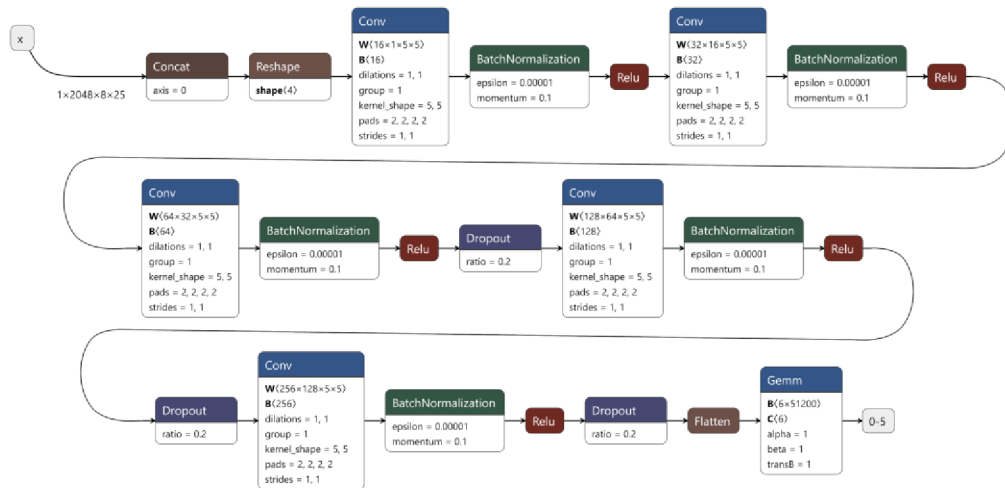 x
1×2048×8×25
Concat
axis = 0
Reshape
shape⟨4⟩
Conv
W⟨16×1×5×5⟩
B⟨16⟩
dilations = 1, 1
group = 1
kernel_shape = 5, 5
pads = 2, 2, 2, 2
strides = 1, 1
BatchNormalization
epsilon = 0.00001
momentum = 0.1
Relu
Conv
W⟨32×16×5×5⟩
B⟨32⟩
dilations = 1, 1
group = 1
kernel_shape = 5, 5
pads = 2, 2, 2, 2
strides = 1, 1
BatchNormalization
epsilon = 0.00001
momentum = 0.1
Relu
Conv
W⟨64×32×5×5⟩
B⟨64⟩
dilations = 1, 1
group = 1
kernel_shape = 5, 5
pads = 2, 2, 2, 2
strides = 1, 1
BatchNormalization
epsilon = 0.00001
momentum = 0.1
Relu
Dropout
ratio = 0.2
Conv
W⟨128×64×5×5⟩
B⟨128⟩
dilations = 1, 1
group = 1
kernel_shape = 5, 5
pads = 2, 2, 2, 2
strides = 1, 1
BatchNormalization
epsilon = 0.00001
momentum = 0.1
Relu
Dropout
ratio = 0.2
Conv
W⟨256×128×5×5⟩
B⟨256⟩
dilations = 1, 1
group = 1
kernel_shape = 5, 5
pads = 2, 2, 2, 2
strides = 1, 1
BatchNormalization
epsilon = 0.00001
momentum = 0.1
Relu
Dropout
ratio = 0.2
Flatten
Gemm
B⟨6×51200⟩
C⟨6⟩
alpha = 1
beta = 1
transB = 1
0-5